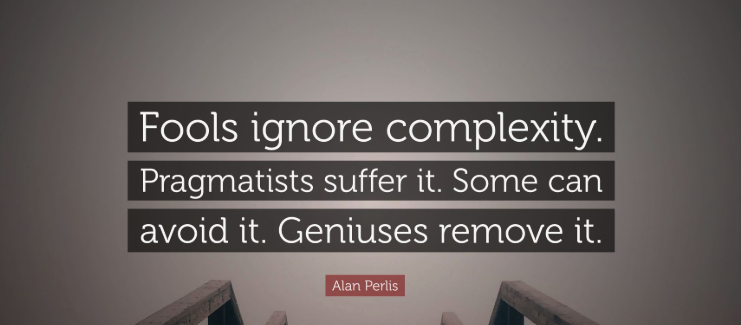 Fools ignore complexity.
Pragmatists suffer it. Some can
avoid it. Geniuses remove it.
Alan Perlis